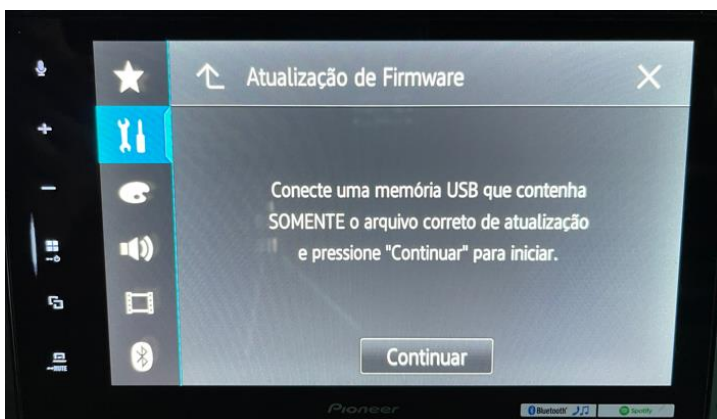 Atualização de Firmware
Conecte uma memória USB que contenha
SOMENTE o arquivo correto de atualização
e pressione "Continuar" para iniciar.
Continuar
MUTE
Pioneer
Bluetooth
Spotify